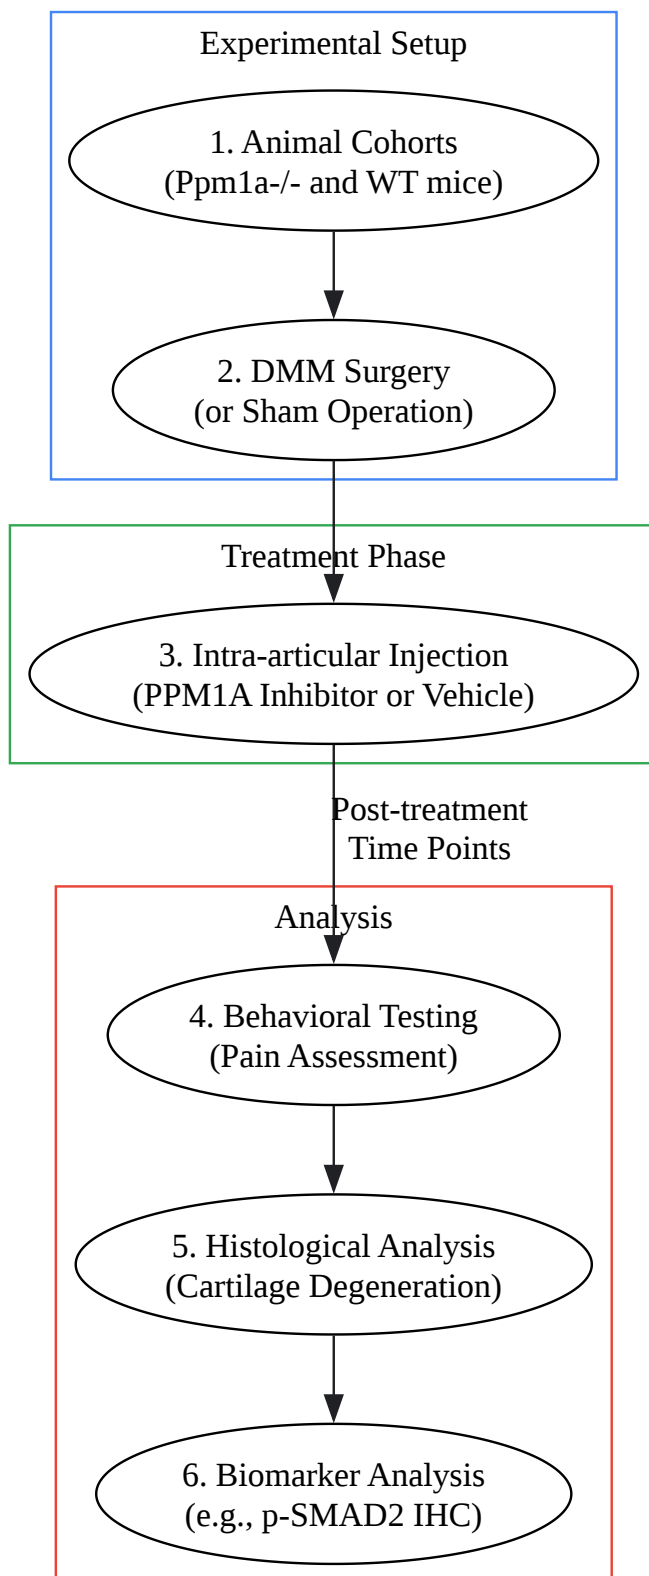 Experimental Setup
1. Animal Cohorts
(Ppm1a-/- and WT mice)
2. DMM Surgery
(or Sham Operation)
Treatment Phase
3. Intra-articular Injection
(PPM1A Inhibitor or Vehicle)
Post-treatment
Time Points
Analysis
4. Behavioral Testing
(Pain Assessment)
5. Histological Analysis
(Cartilage Degeneration)
6. Biomarker Analysis
(e.g., p-SMAD2 IHC)